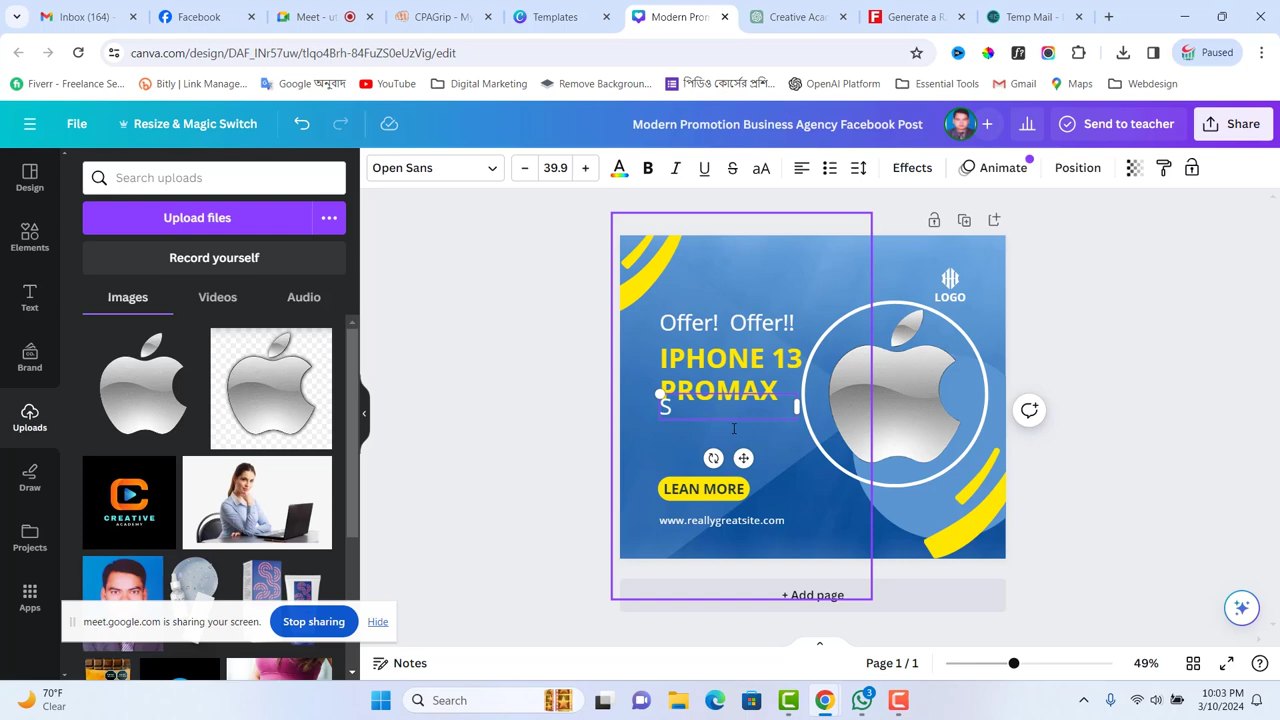 Inbox (164) -
Facebook
Meet - ut
CPAGrip - My
Templates
Modern Prom
Creative Acad
Generate a R
Temp Mail -
canva.com/design/DAF_INr57uw/tlqo4Brh-84FuZS0eUzVig/edit
Paused
Fiverr - Freelance Se...
Bitly | Link Manage...
Google অনুবাদ
YouTube
Digital Marketing
Remove Backgroun...
পিডিও কোর্সের প্রশি...
OpenAI Platform
Essential Tools
Gmail
Maps
Webdesign
File
Resize & Magic Switch
Modern Promotion Business Agency Facebook Post
Send to teacher
Share
Design
Elements
Text
Brand
Uploads
Draw
Projects
Apps
Search uploads
Upload files
Record yourself
Images
Videos
Audio
CREATIVE
ACADEMY
Open Sans
39.9
A
B
I
U
S
aA
Effects
Animate
Position
LOGO
Offer! Offer!!
IPHONE 13
PROMAX
S
LEAN MORE
www.reallygreatsite.com
+ Add page
meet.google.com is sharing your screen.
Stop sharing
Hide
Notes
Page 1 / 1
49%
70°F
Clear
Search
3
10:03 PM
3/10/2024